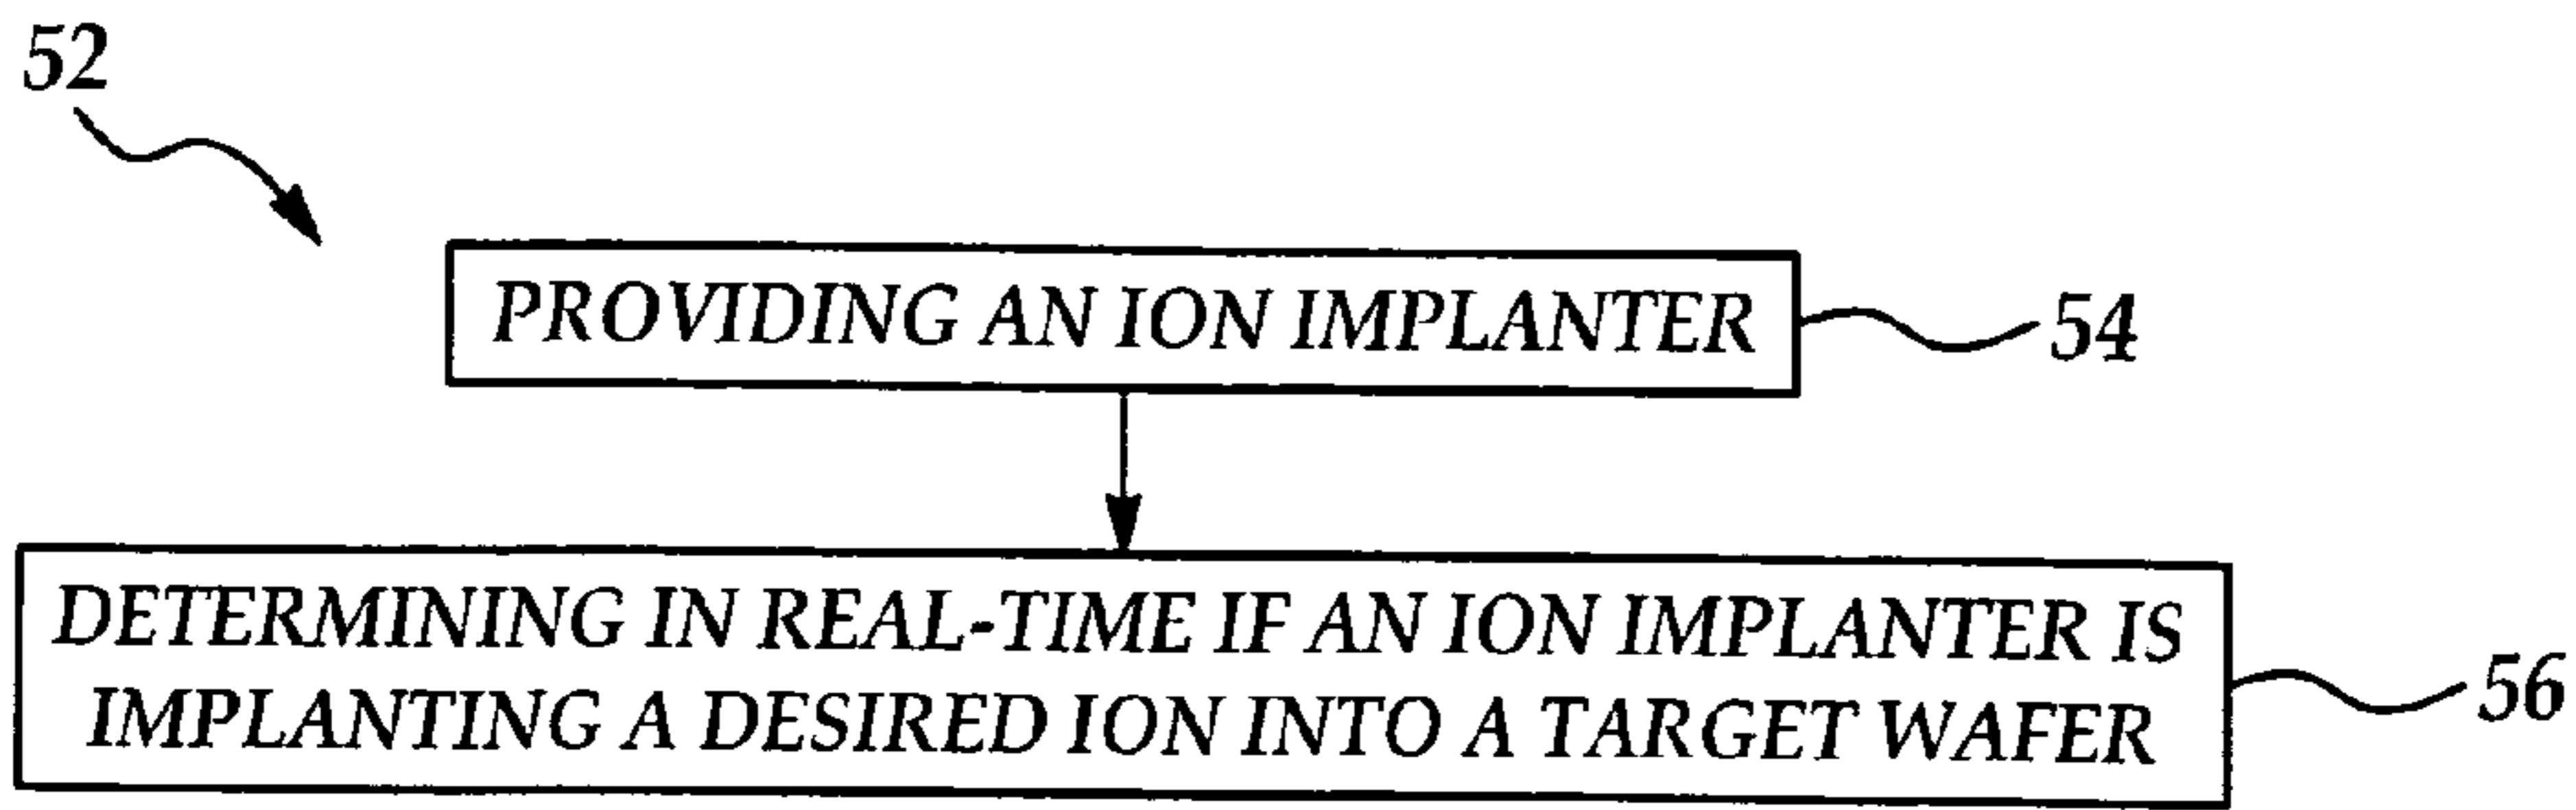 52
PROVIDING AN ION IMPLANTER
54
DETERMINING IN REAL-TIME IF AN ION IMPLANTER IS
IMPLANTING A DESIRED ION INTO A TARGET WAFER
56